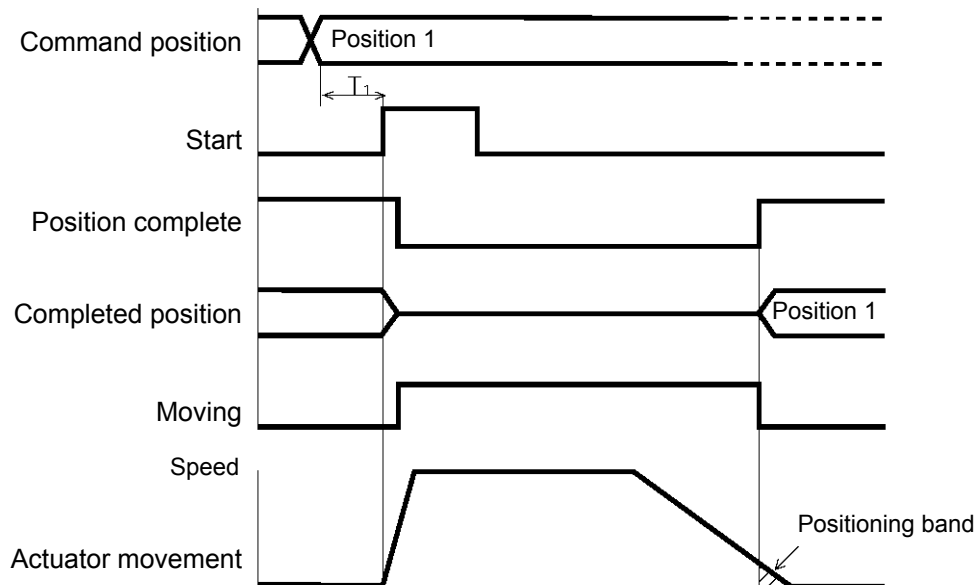 Command position
Position 1
T1
Start
Position complete
Completed position
Position 1
Moving
Speed
Positioning band
Actuator movement